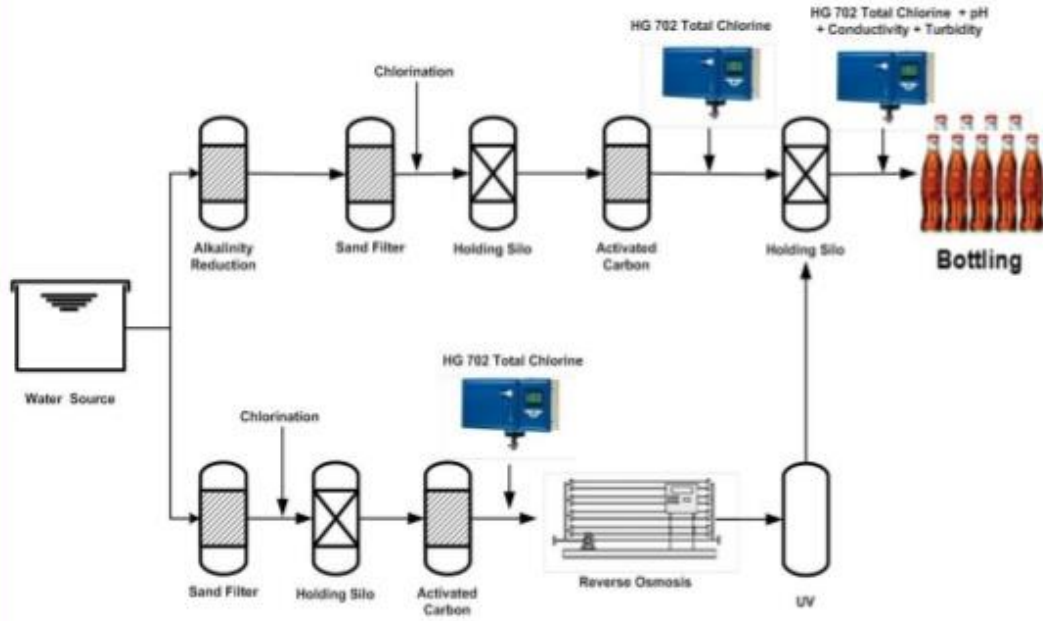 HG 702 Total Chlorine + pH
+ Conductivity + Turbidity
HG 702 Total Chlorine
Chlorination
Alkalinity
Reduction
Sand Filter
Holding Silo
Activated
Carbon
Holding Silo
Bottling
Water Source
HG 702 Total Chlorine
Chlorination
Sand Filter
Holding Silo
Activated
Carbon
Reverse Osmosis
UV